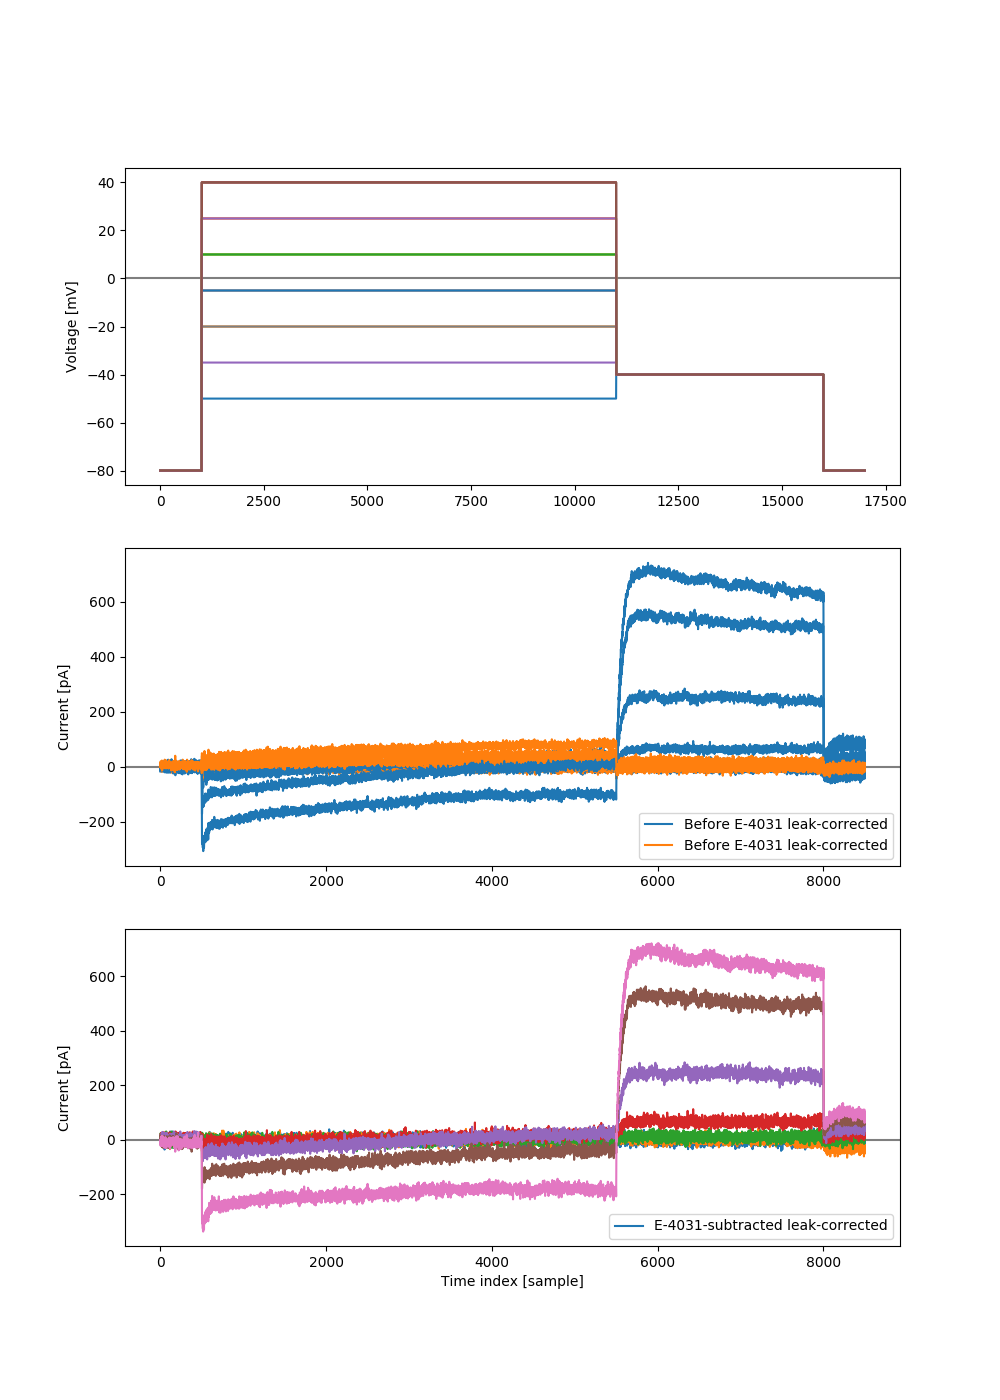 40
20
0
−20
−40
−60
−80
Voltage [mV]
0 2500 5000 7500 10000 12500 15000 17500
600
400
200
0
−200
Current [pA]
Before E-4031 leak-corrected
Before E-4031 leak-corrected
0 2000 4000 6000 8000
600
400
200
0
−200
Current [pA]
E-4031-subtracted leak-corrected
0 2000 4000 6000 8000
Time index [sample]